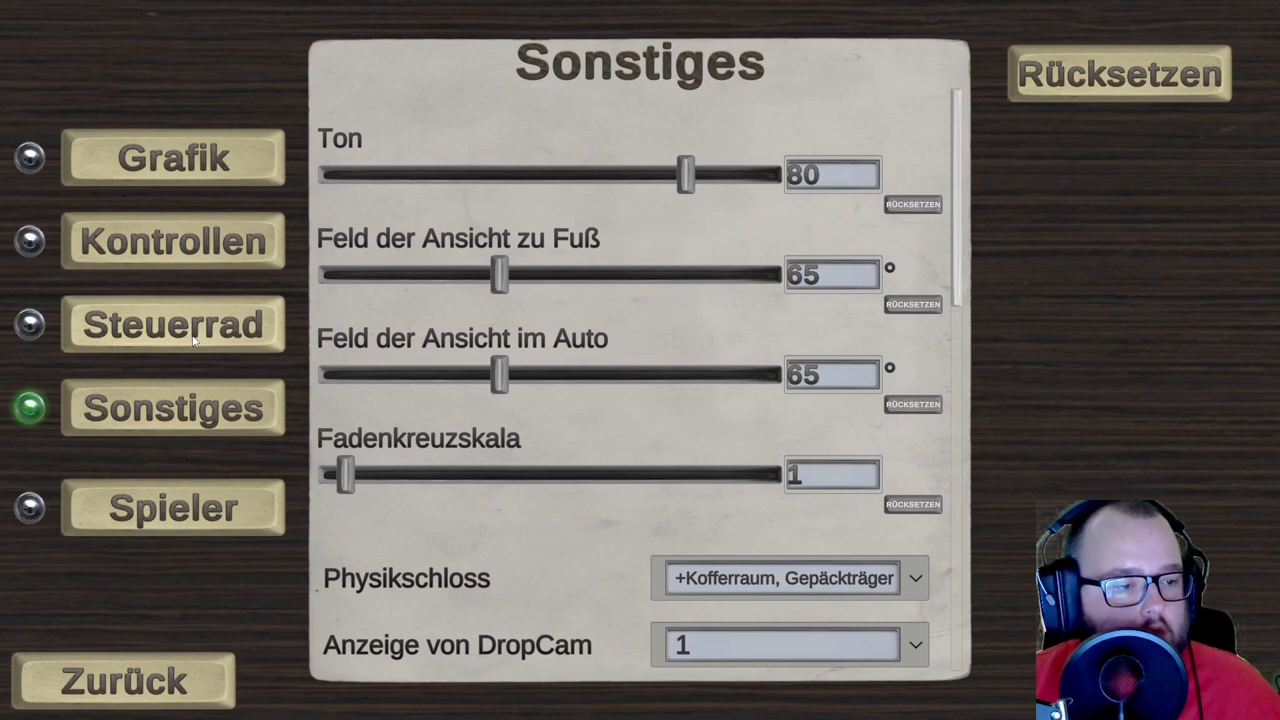 Sonstiges
Rücksetzen
Grafik
Kontrollen
Steuerrad
Sonstiges
Spieler
Zurück
Ton
80
RÜCKSETZEN
Feld der Ansicht zu Fuß
65 °
RÜCKSETZEN
Feld der Ansicht im Auto
65 °
RÜCKSETZEN
Fadenkreuzskala
1
RÜCKSETZEN
Physikschloss
+Kofferraum, Gepäckträger
Anzeige von DropCam
1